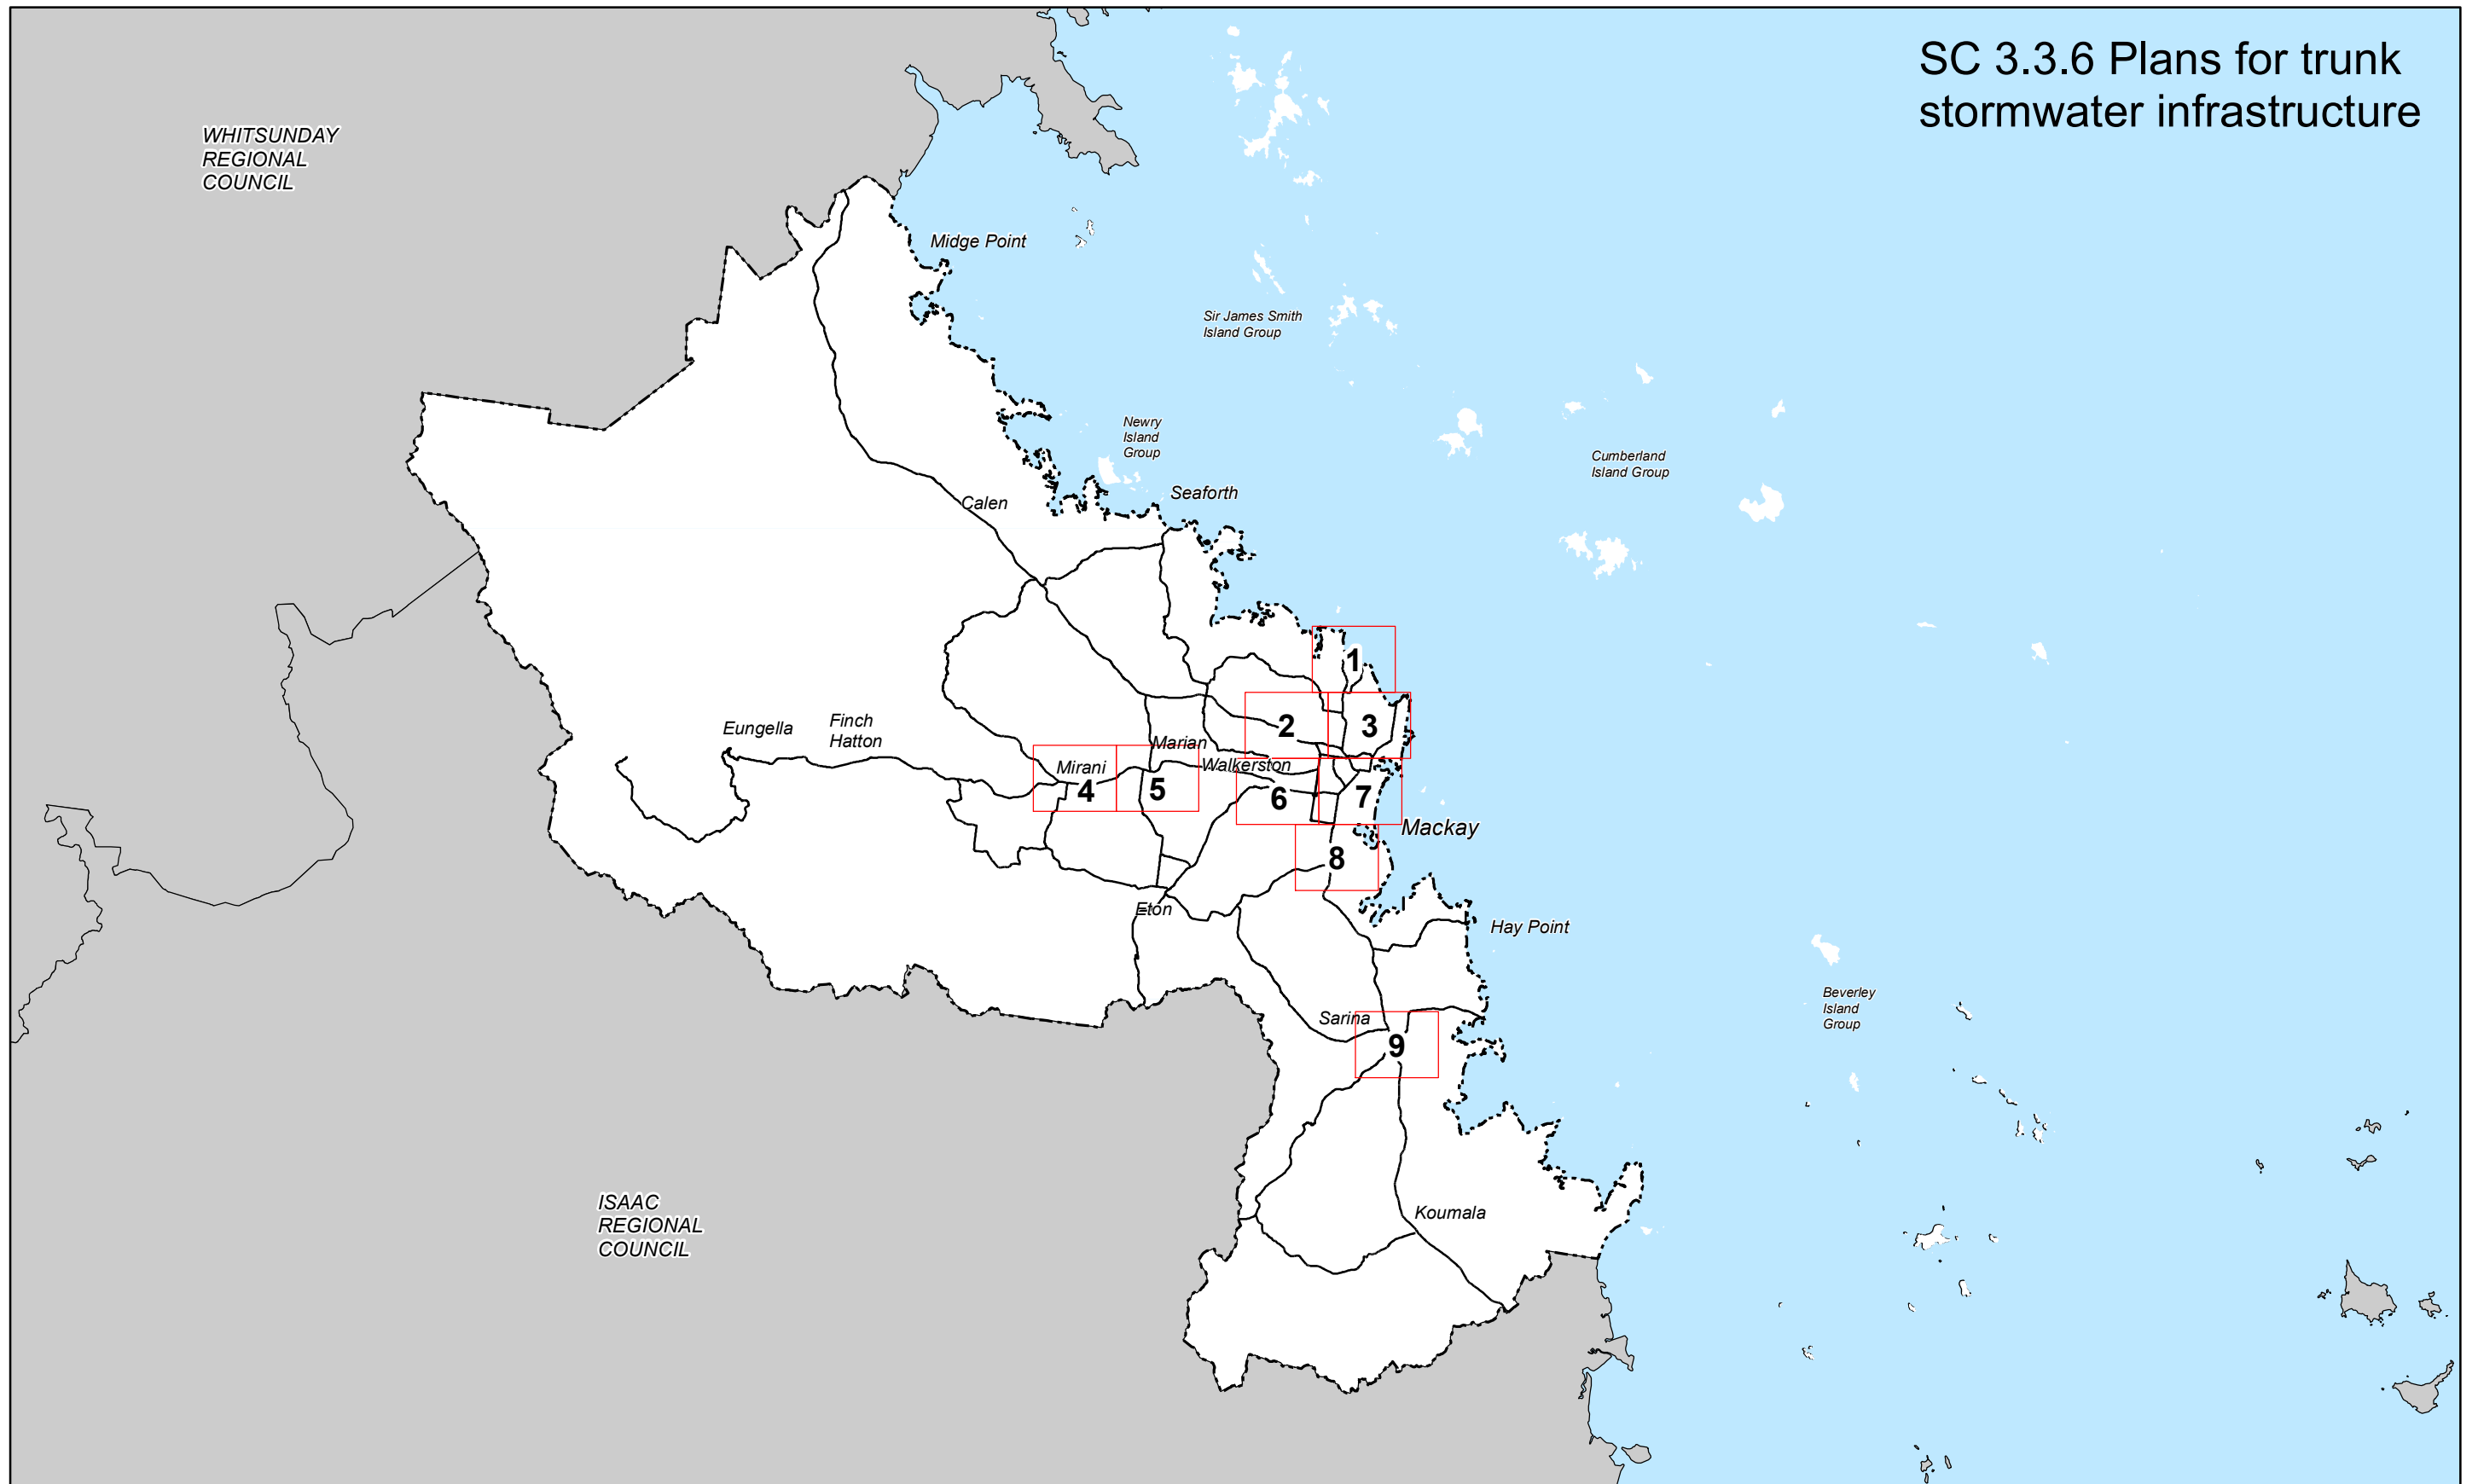 SC 3.3.6 Plans for trunk
stormwater infrastructure
WHITSUNDAY
REGIONAL
COUNCIL
Midge Point
Sir James Smith
Island Group
Newry
Island
Group
Cumberland
Island Group
Seaforth
Calen
1
2
3
Eungella
Finch
Hatton
Marian
Mirani
Walkerston
4
5
6
7
Mackay
8
Eton
Hay Point
Beverley
Island
Group
Sarina
9
ISAAC
REGIONAL
COUNCIL
Koumala